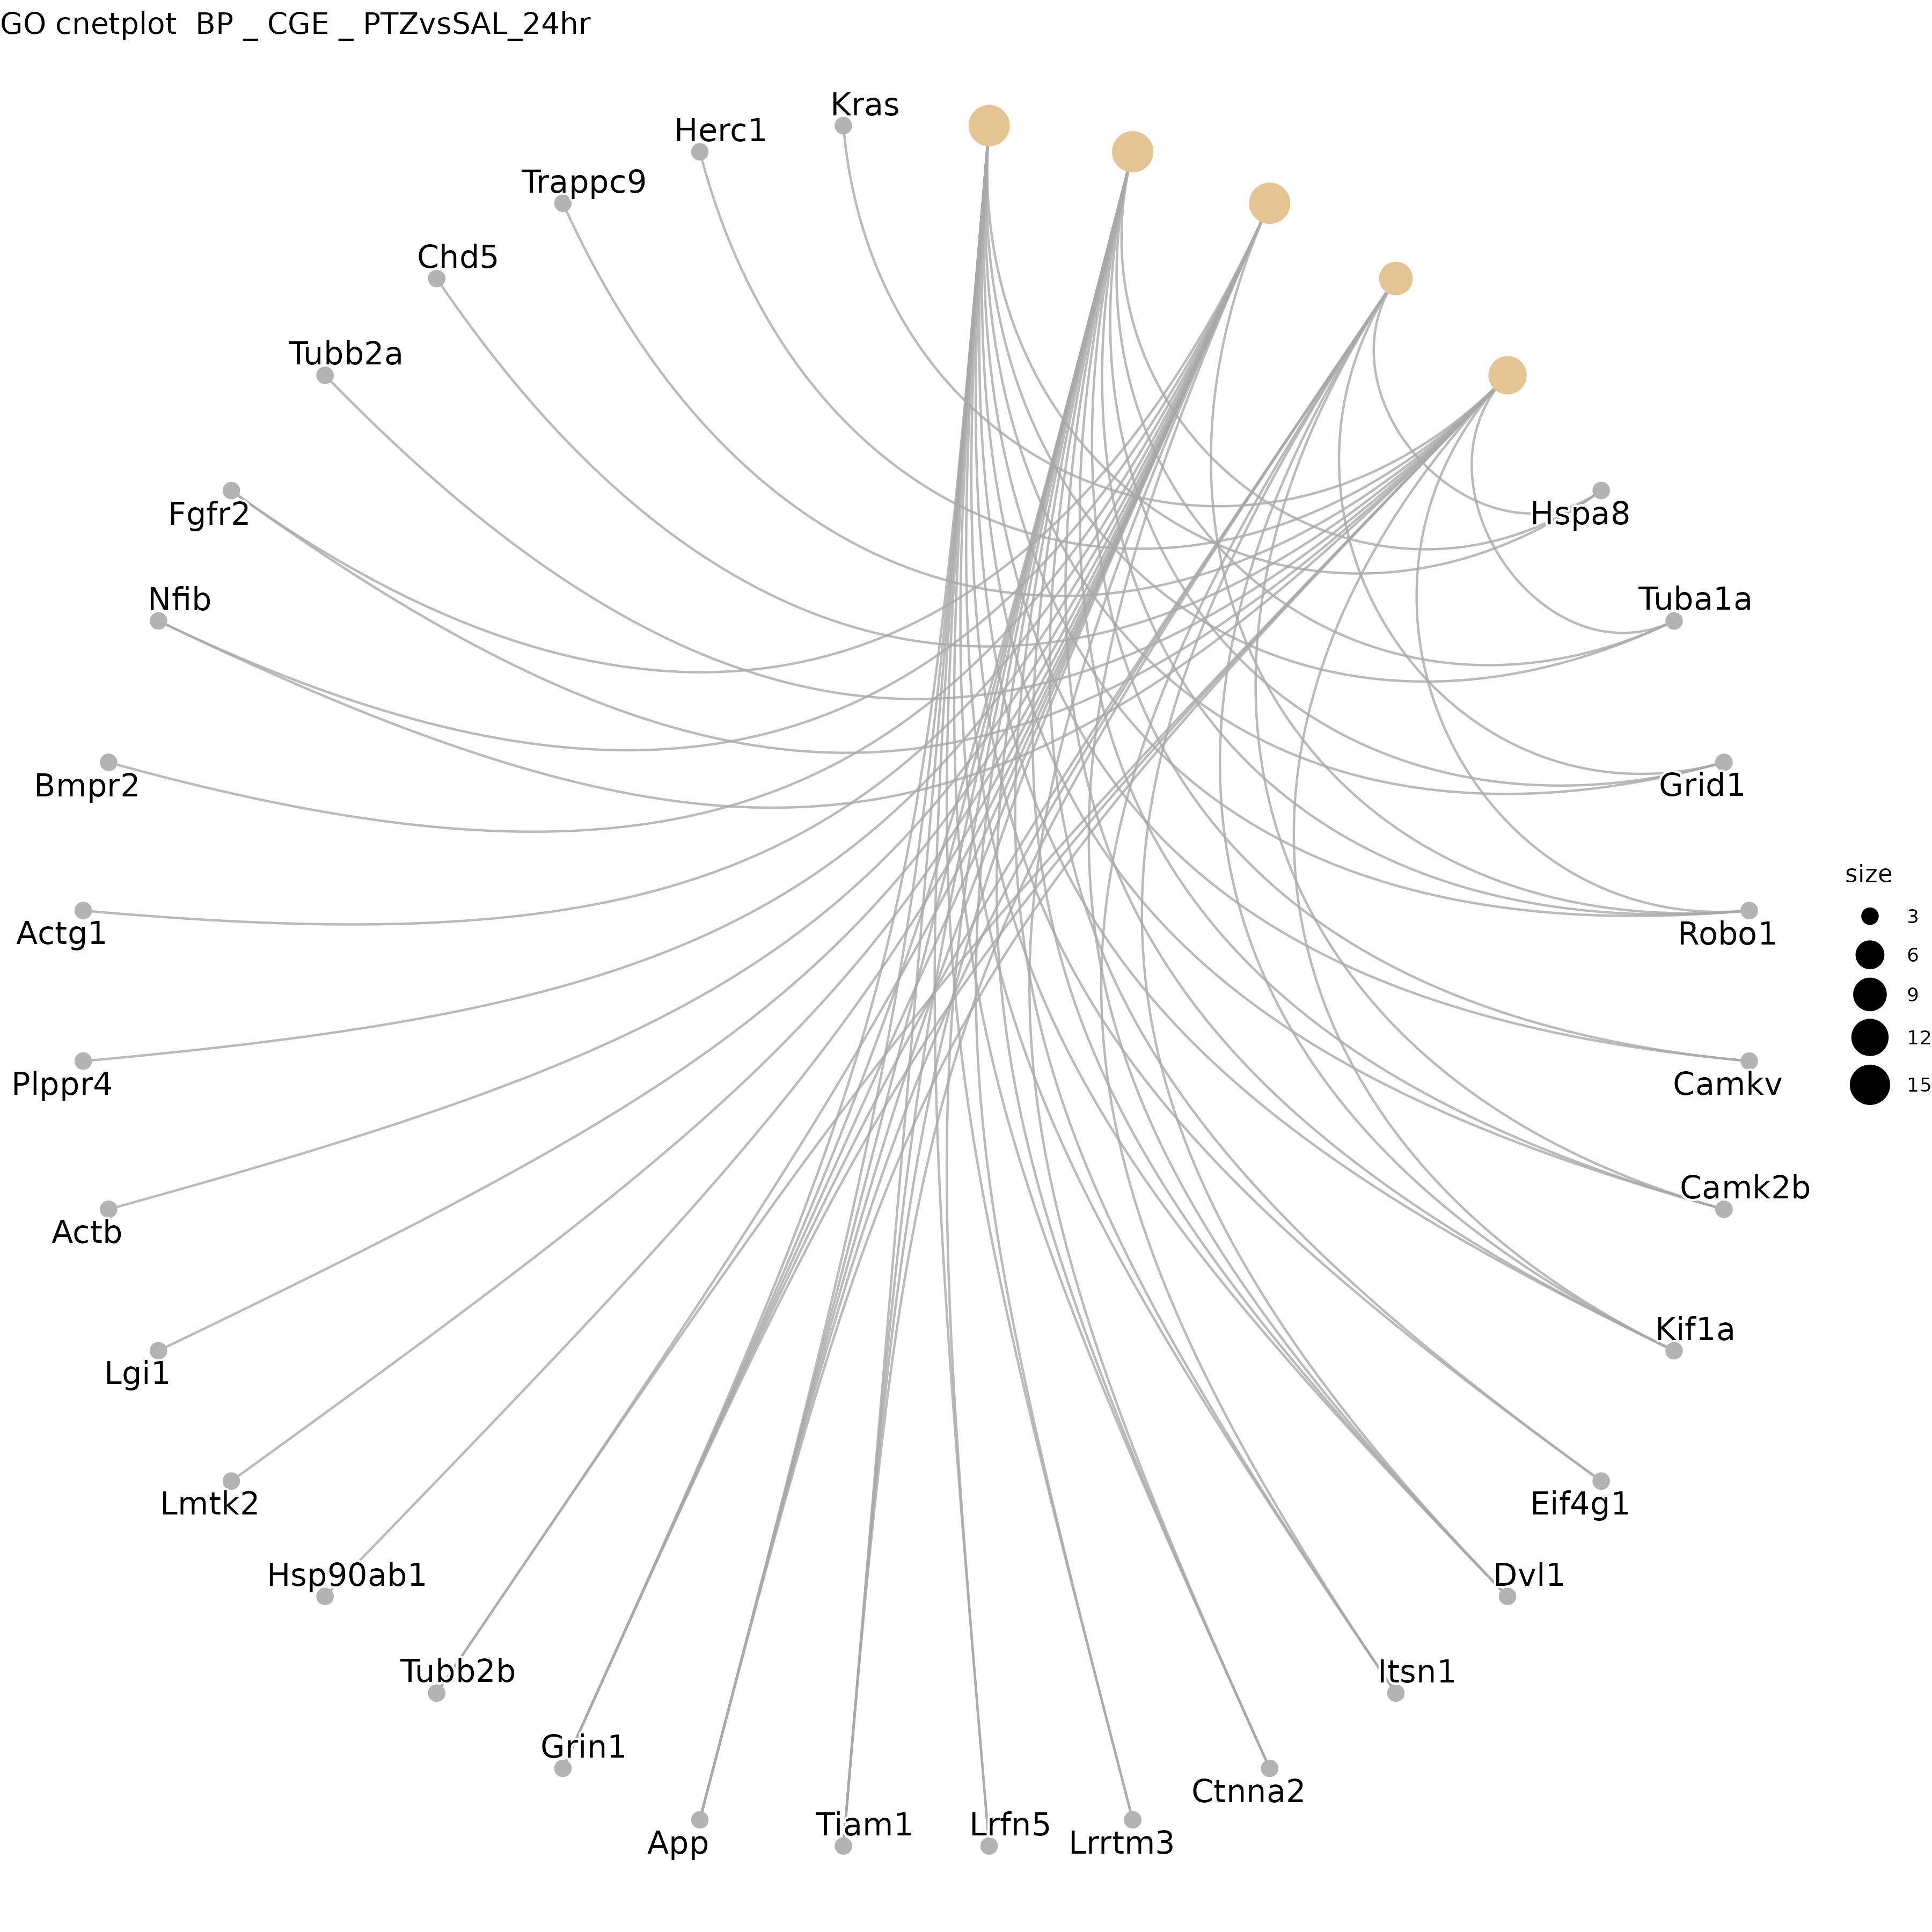 GO cnetplot  BP _ CGE _ PTZvsSAL_24hr
Kras
Herc1
Trappc9
Chd5
Tubb2a
Fgfr2
Hspa8
Nfib
Tuba1a
Bmpr2
Grid1
size
3
6
9
12
15
Actg1
Robo1
Plppr4
Camkv
Camk2b
Actb
Kif1a
Lgi1
Lmtk2
Eif4g1
Hsp90ab1
Dvl1
Tubb2b
Itsn1
Grin1
Ctnna2
App
Tiam1
Lrfn5
Lrrtm3